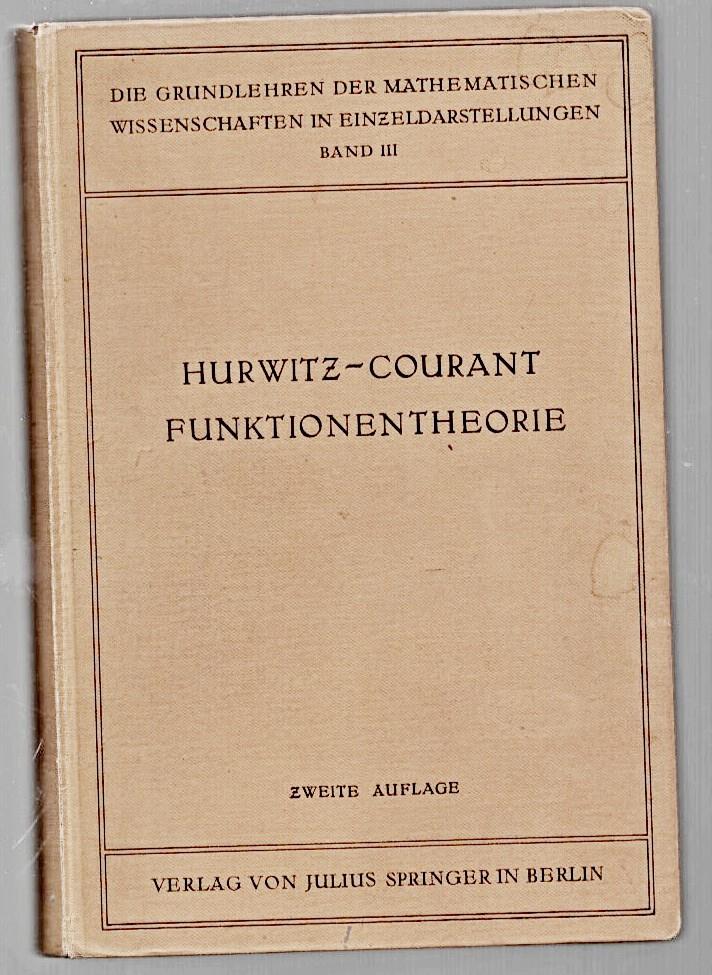 DIE GRUNDLEHREN DER MATHEMATISCHEN
WISSENSCHAFTEN IN EINZELDARSTELLUNGEN
BAND III
HURWITZ-COURANT
FUNKTIONENTHEORIE
ZWEITE AUFLAGE
VERLAG VON JULIUS SPRINGER IN BERLIN